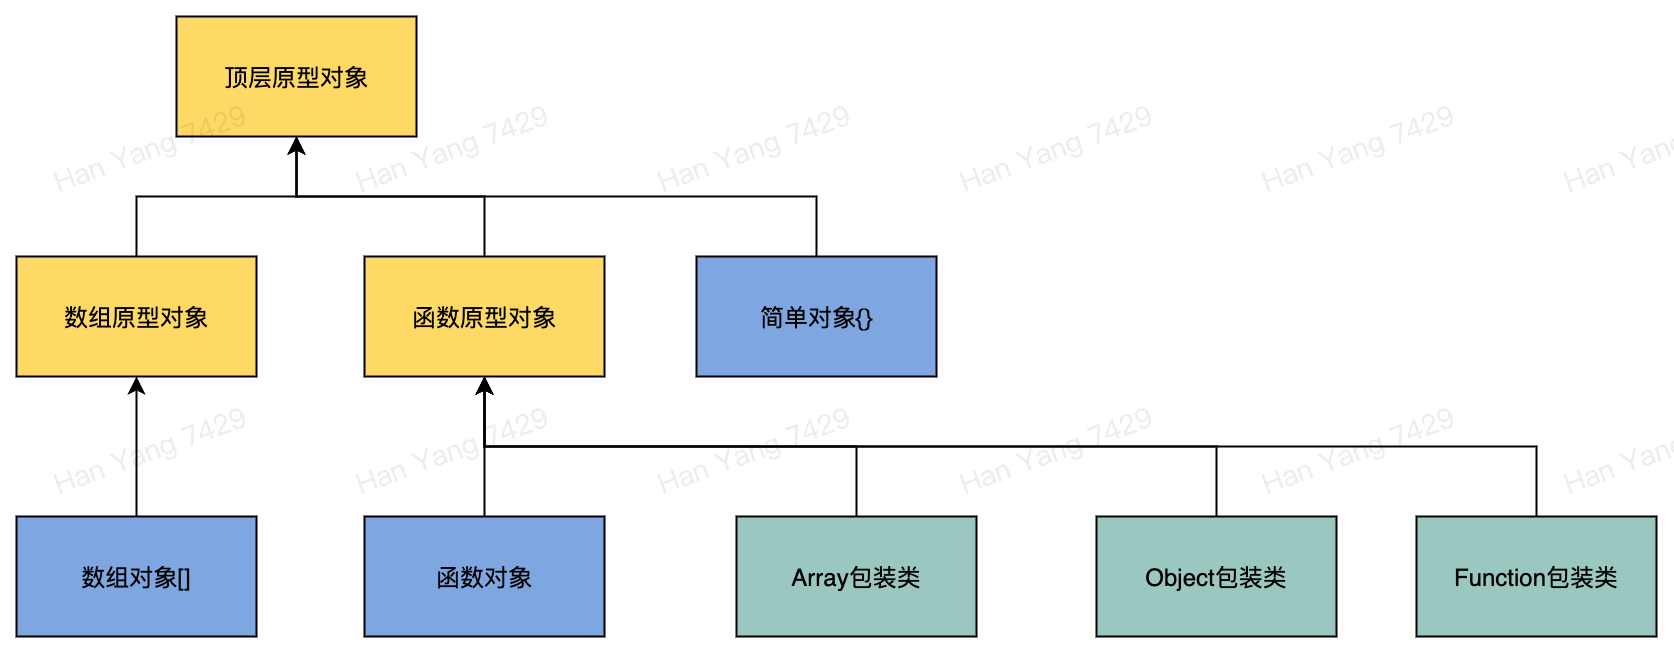 顶层原型对象
Han Yang 7429 Han Yang 7429 Han Yang 7429 Han Yang 7429 Han Yang 7429 Han Yang
数组原型对象 函数原型对象 简单对象{}
Han Yang 7429 Han Yang 7429 Han Yang 7429 Han Yang 7429 Han Yang 7429 Han Yang
数组对象[] 函数对象 Array包装类 Object包装类 Function包装类